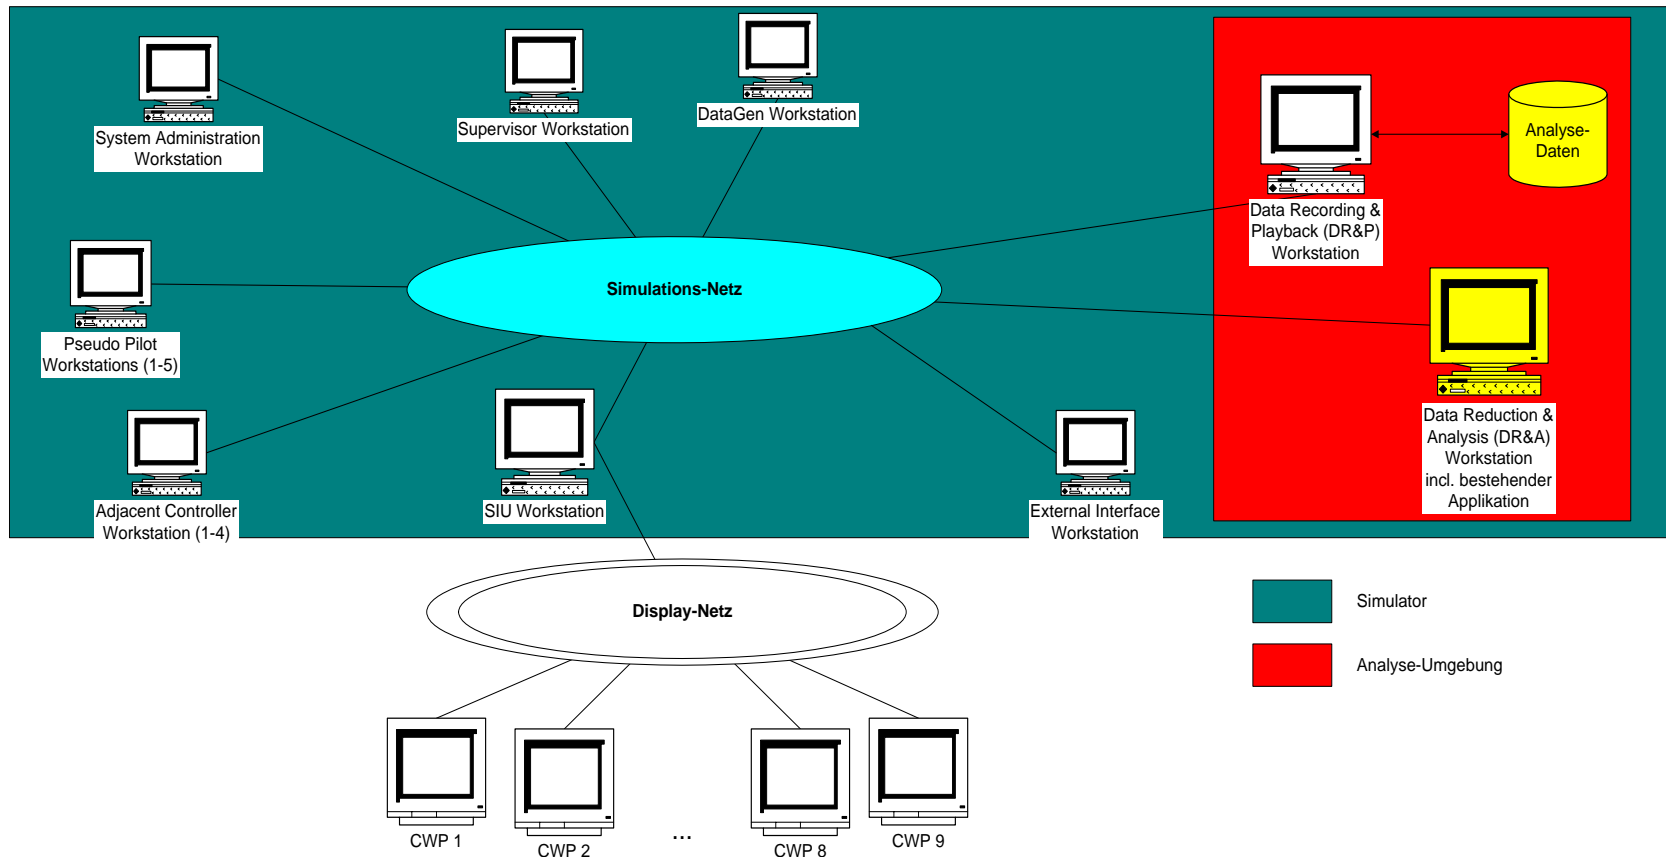 System Administration
Workstation
Supervisor Workstation
DataGen Workstation
Analyse-
Daten
Data Recording &
Playback (DR&P)
Workstation
Simulations-Netz
Pseudo Pilot
Workstations (1-5)
Data Reduction &
Analysis (DR&A)
Workstation
incl. bestehender
Applikation
Adjacent Controller
Workstation (1-4)
SIU Workstation
External Interface
Workstation
Display-Netz
Simulator
Analyse-Umgebung
CWP 1
CWP 2
...
CWP 8
CWP 9